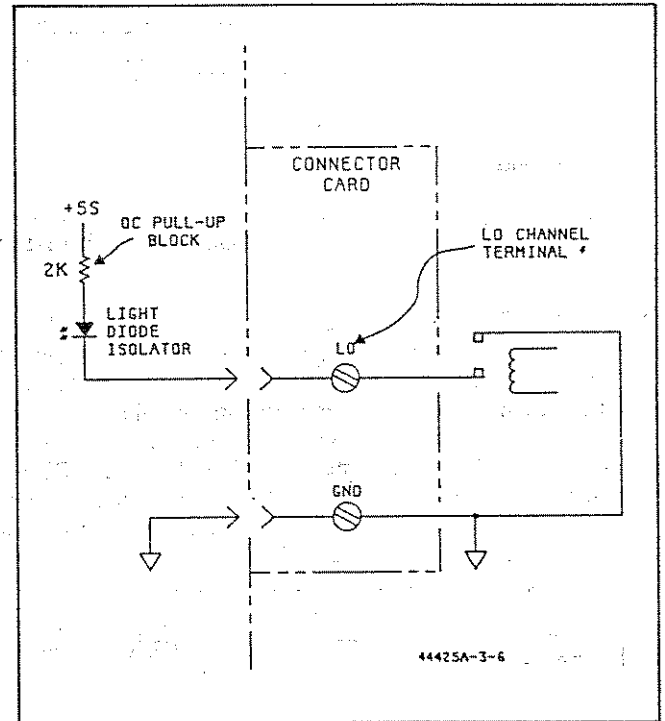 CONNECTOR
CARD
+5S
OC PULL-UP
BLOCK
2K
LO CHANNEL
TERMINAL
LIGHT
DIODE
ISOLATOR
LO
GND
44425A-3-6